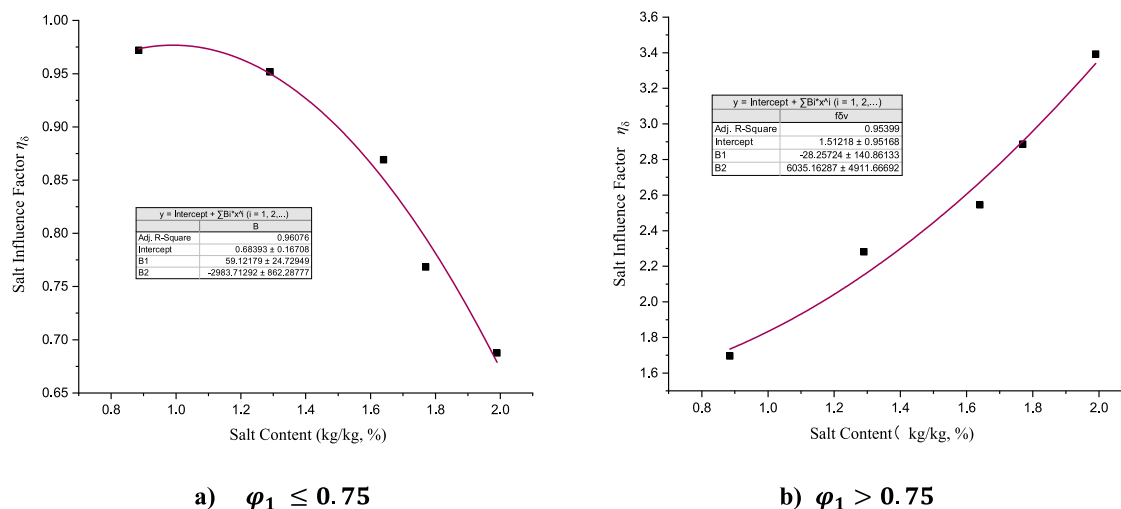 1.00
0.95
0.90
0.85
0.80
0.75
0.70
0.65
Salt Influence Factor ηδ
y = Intercept + ∑Bi*x^i (i = 1, 2,...)
B
Adj. R-Square 0.96076
Intercept 0.68393 ± 0.16708
B1 59.12179 ± 24.72949
B2 -2983.71292 ± 862.28777
0.8 1.0 1.2 1.4 1.6 1.8 2.0
Salt Content (kg/kg, %)
a) φ1 ≤ 0.75
3.6
3.4
3.2
3.0
2.8
2.6
2.4
2.2
2.0
1.8
1.6
Salt Influence Factor ηδ
y = Intercept + ∑Bi*x^i (i = 1, 2,...)
fδv
Adj. R-Square 0.95399
Intercept 1.51218 ± 0.95168
B1 -28.25724 ± 140.86133
B2 6035.16287 ± 4911.66692
0.8 1.0 1.2 1.4 1.6 1.8 2.0
Salt Content( kg/kg, %)
b) φ1 > 0.75